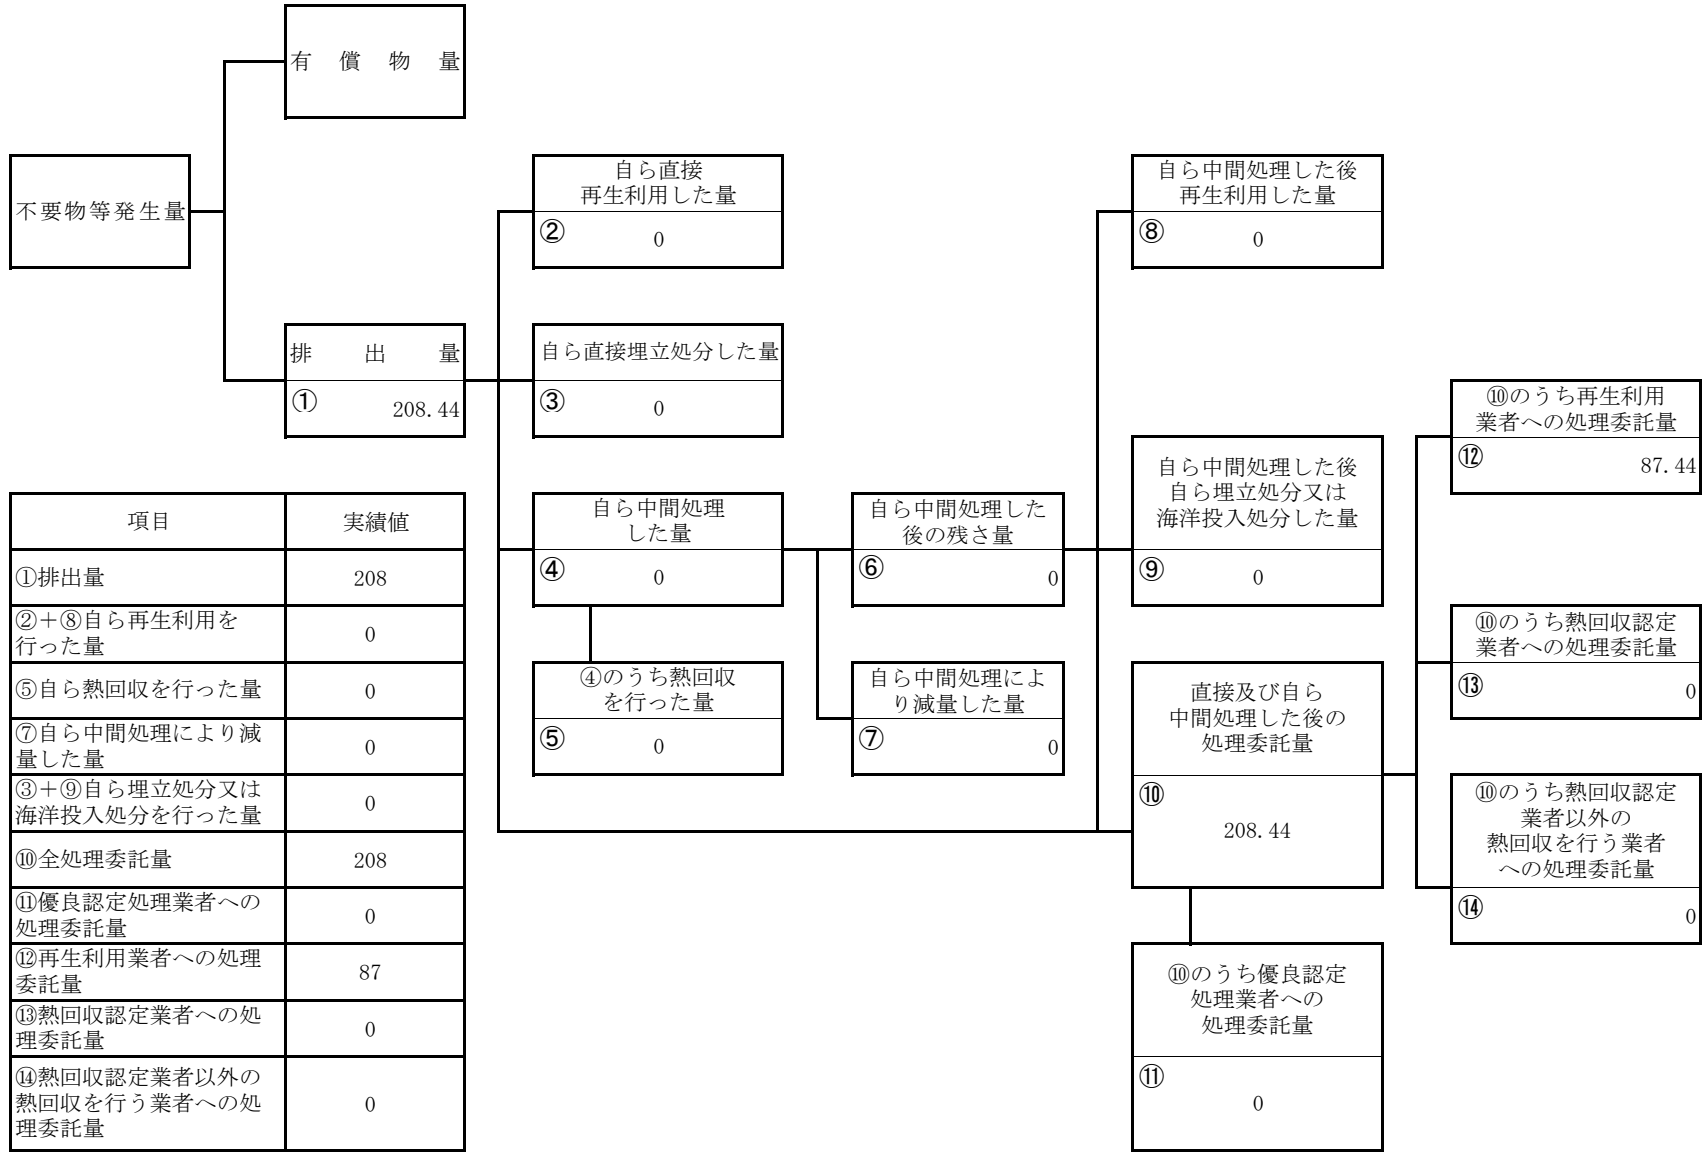 有償物量
不要物等発生量
排出量
① 208.44
自ら直接
再生利用した量
② 0
自ら直接埋立処分した量
③ 0
自ら中間処理
した量
④ 0
④のうち熱回収
を行った量
⑤ 0
自ら中間処理した
後の残さ量
⑥ 0
自ら中間処理によ
り減量した量
⑦ 0
自ら中間処理した後
再生利用した量
⑧ 0
自ら中間処理した後
自ら埋立処分又は
海洋投入処分した量
⑨ 0
直接及び自ら
中間処理した後の
処理委託量
⑩
208.44
⑩のうち優良認定
処理業者への
処理委託量
⑪
0
⑩のうち再生利用
業者への処理委託量
⑫ 87.44
⑩のうち熱回収認定
業者への処理委託量
⑬ 0
⑩のうち熱回収認定
業者以外の
熱回収を行う業者
への処理委託量
⑭ 0
項目 実績値
①排出量 208
②＋⑧自ら再生利用を
行った量 0
⑤自ら熱回収を行った量 0
⑦自ら中間処理により減
量した量 0
③＋⑨自ら埋立処分又は
海洋投入処分を行った量 0
⑩全処理委託量 208
⑪優良認定処理業者への
処理委託量 0
⑫再生利用業者への処理
委託量 87
⑬熱回収認定業者への処
理委託量 0
⑭熱回収認定業者以外の
熱回収を行う業者への処
理委託量 0